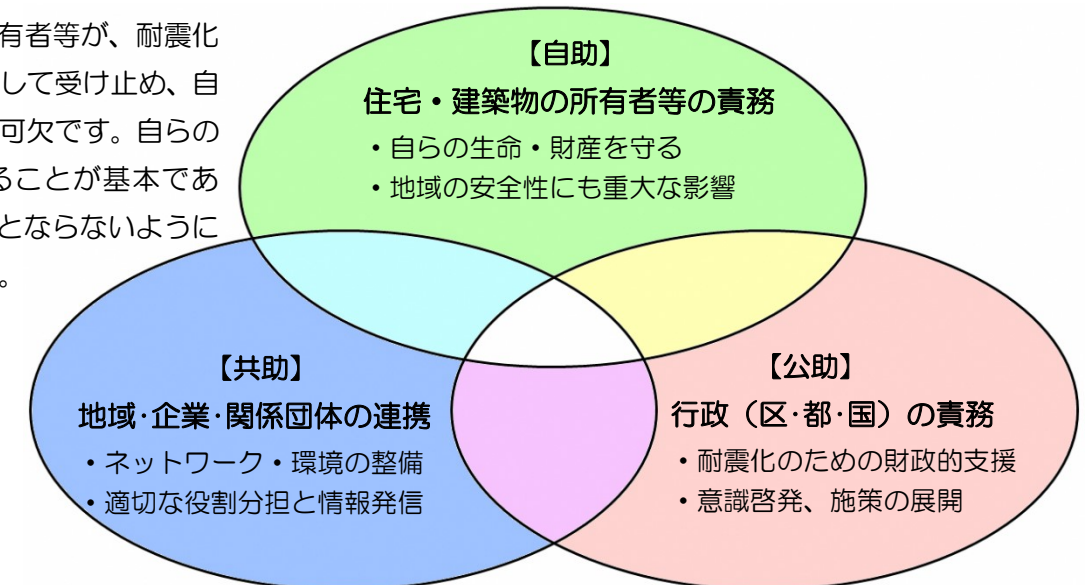 有者等が、耐震化
して受け止め、自
可欠です。自らの
ることが基本であ
とならないように
。
【自助】
住宅・建築物の所有者等の責務
・自らの生命・財産を守る
・地域の安全性にも重大な影響
【共助】
地域･企業･関係団体の連携
・ネットワーク・環境の整備
・適切な役割分担と情報発信
【公助】
行政（区･都･国）の責務
・耐震化のための財政的支援
・意識啓発、施策の展開